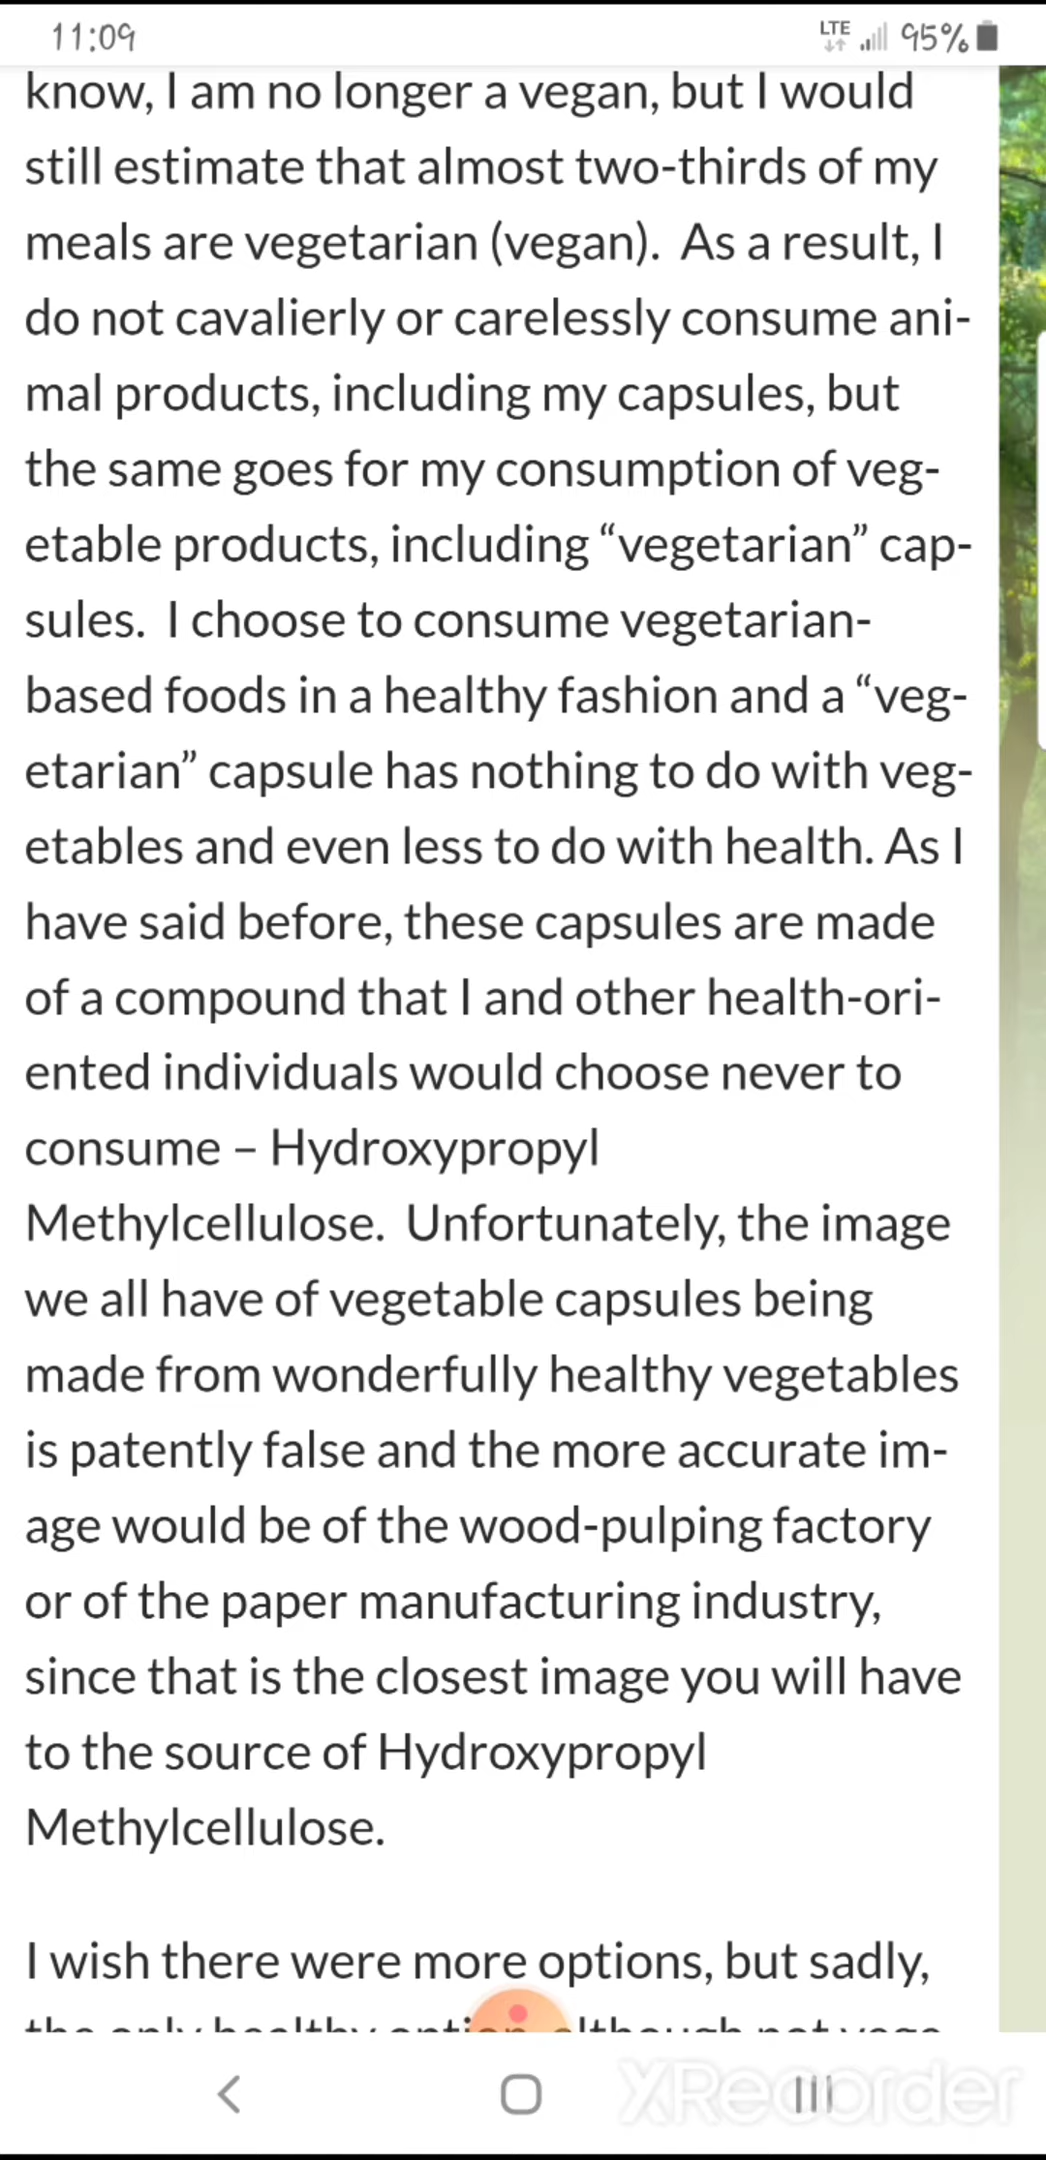 11:09 LTE 95%
know, I am no longer a vegan, but I would
still estimate that almost two-thirds of my
meals are vegetarian (vegan).  As a result, I
do not cavalierly or carelessly consume ani-
mal products, including my capsules, but
the same goes for my consumption of veg-
etable products, including “vegetarian” cap-
sules.  I choose to consume vegetarian-
based foods in a healthy fashion and a “veg-
etarian” capsule has nothing to do with veg-
etables and even less to do with health. As I
have said before, these capsules are made
of a compound that I and other health-ori-
ented individuals would choose never to
consume – Hydroxypropyl
Methylcellulose.  Unfortunately, the image
we all have of vegetable capsules being
made from wonderfully healthy vegetables
is patently false and the more accurate im-
age would be of the wood-pulping factory
or of the paper manufacturing industry,
since that is the closest image you will have
to the source of Hydroxypropyl
Methylcellulose.
I wish there were more options, but sadly,
the only healthy option, although not
XRecorder